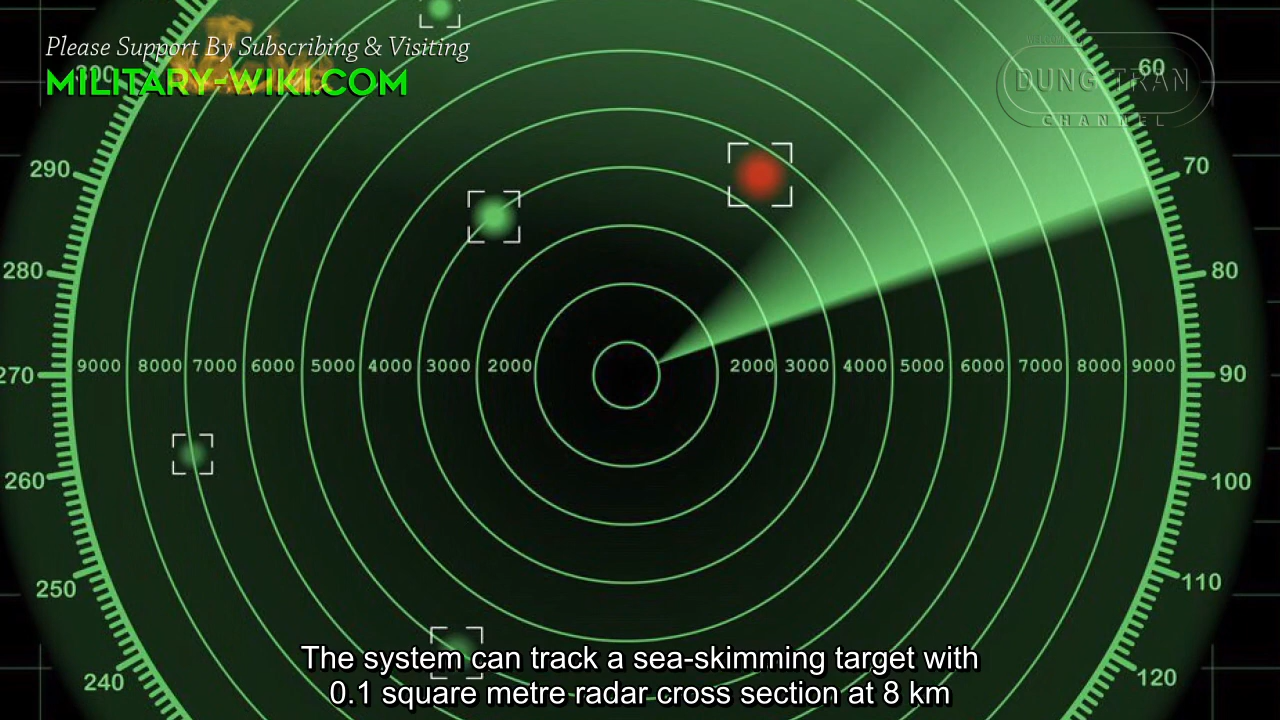 Please Support By Subscribing & Visiting
MILITARY-WIKI.COM
DUNG TRAN
CHANNEL
60
290
70
280
80
9000 8000 7000 6000 5000 4000 3000 2000 2000 3000 4000 5000 6000 7000 8000 9000
270
90
260
100
250
110
240
120
The system can track a sea-skimming target with
0.1 square metre radar cross section at 8 km